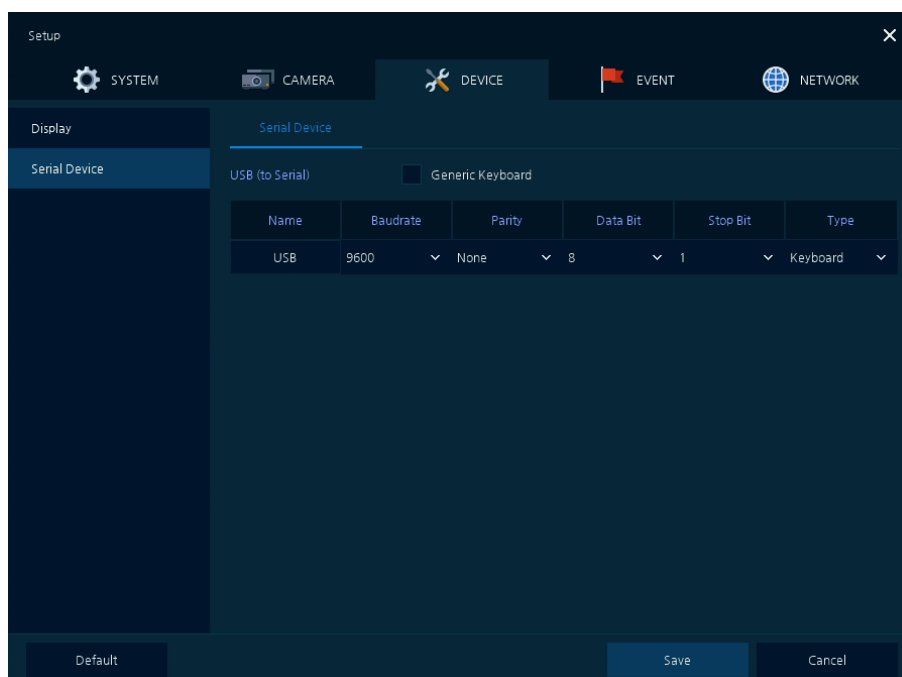 Setup
SYSTEM CAMERA DEVICE EVENT NETWORK
Display
Serial Device
Serial Device
USB (to Serial) Generic Keyboard
Name Baudrate Parity Data Bit Stop Bit Type
USB 9600 None 8 1 Keyboard
Default Save Cancel